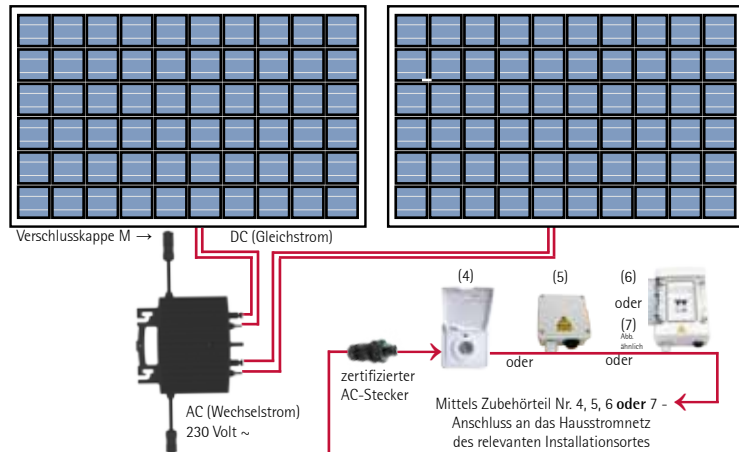 Verschlusskappe M →
DC (Gleichstrom)
(4)
(5)
(6)
oder
(7)
Abb.
ähnlich
oder
oder
zertifizierter
AC-Stecker
AC (Wechselstrom)
230 Volt ~
Mittels Zubehörteil Nr. 4, 5, 6 oder 7 -
Anschluss an das Hausstromnetz
des relevanten Installationsortes